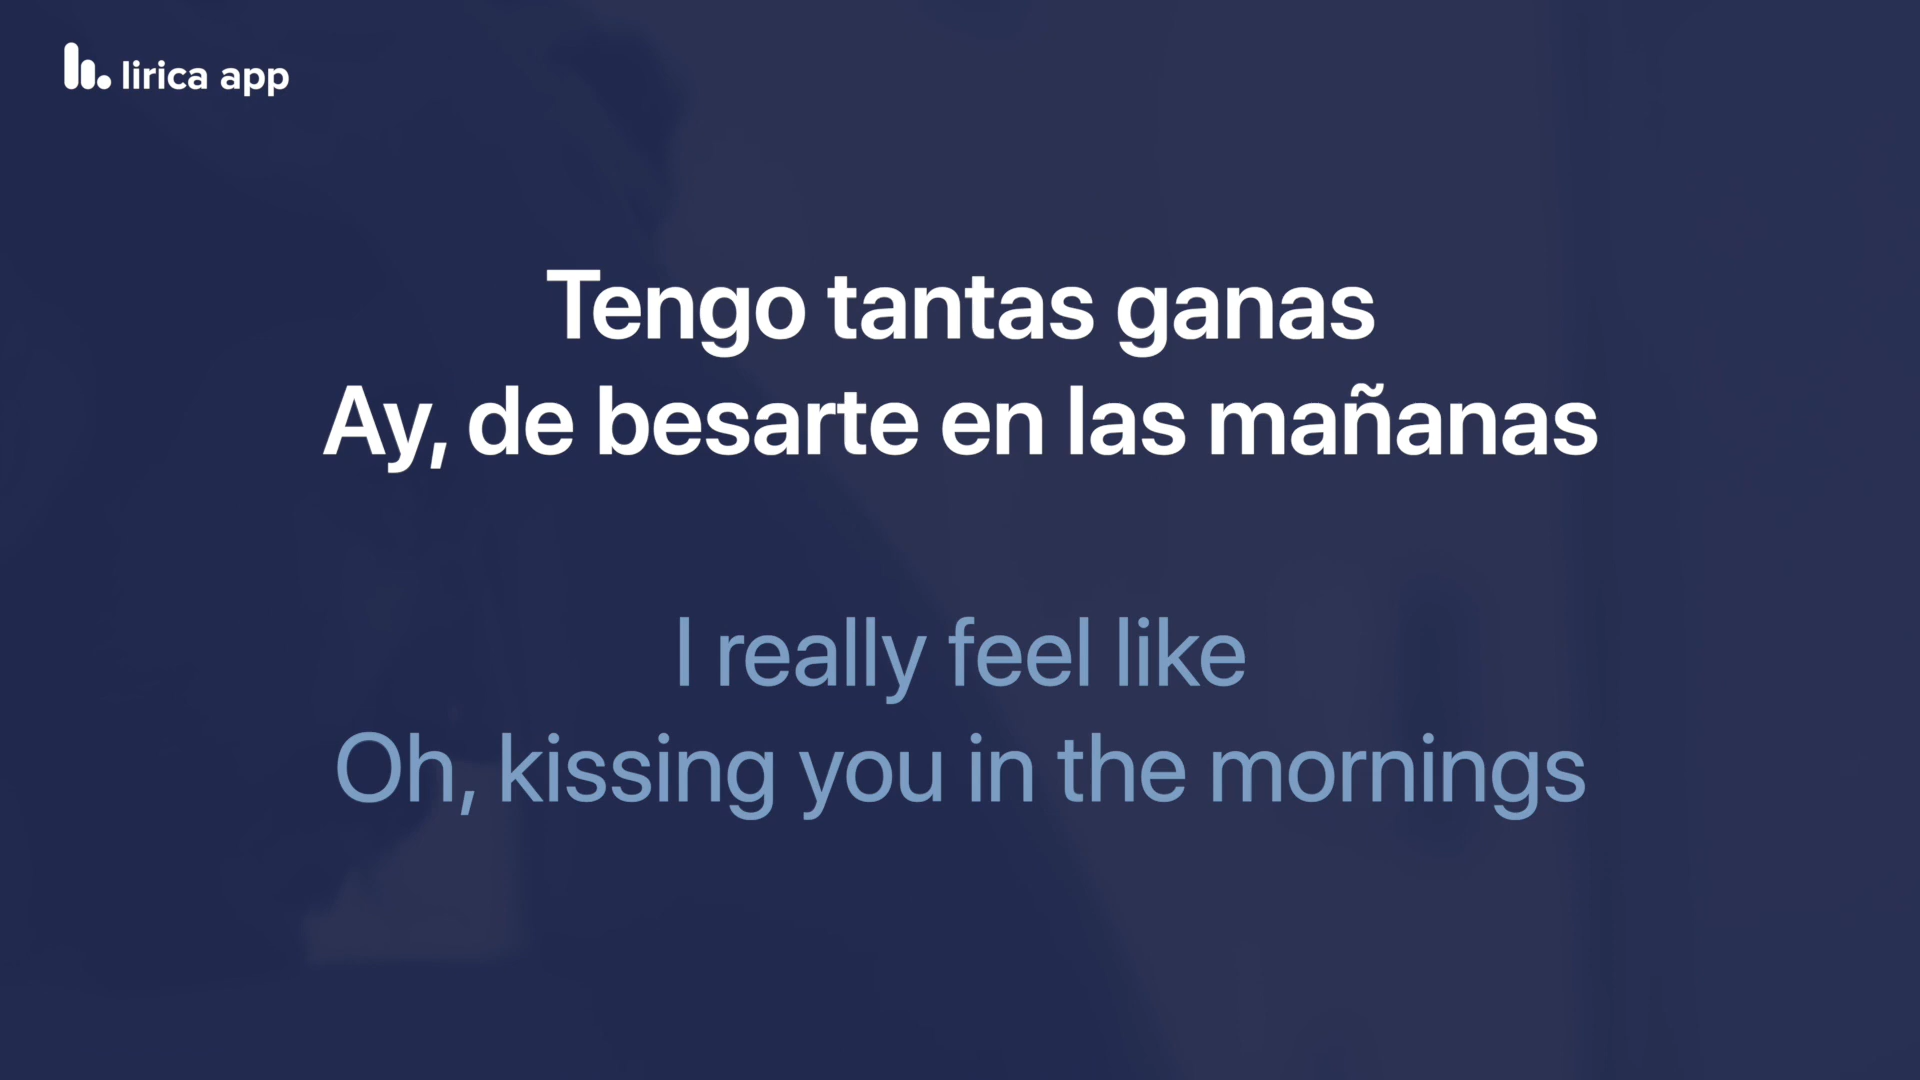 lirica app
Tengo tantas ganas
Ay, de besarte en las mañanas
I really feel like
Oh, kissing you in the mornings